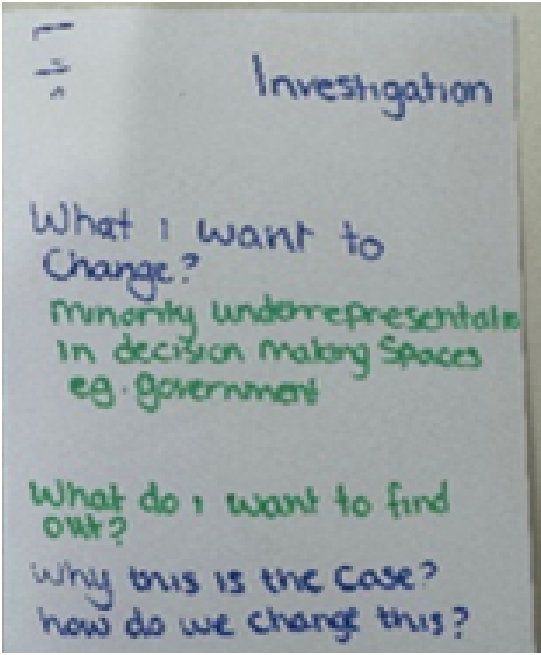 Investigation
What i want to
Change?
minority underrepresentatio
in decision making spaces
eg. government
What do i want to find
out?
why this is the case?
how do we change this?